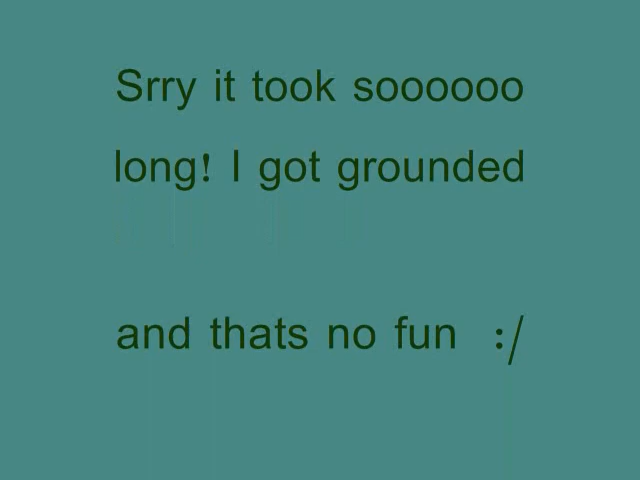 Srry it took soooooo
long! I got grounded
and thats no fun :/